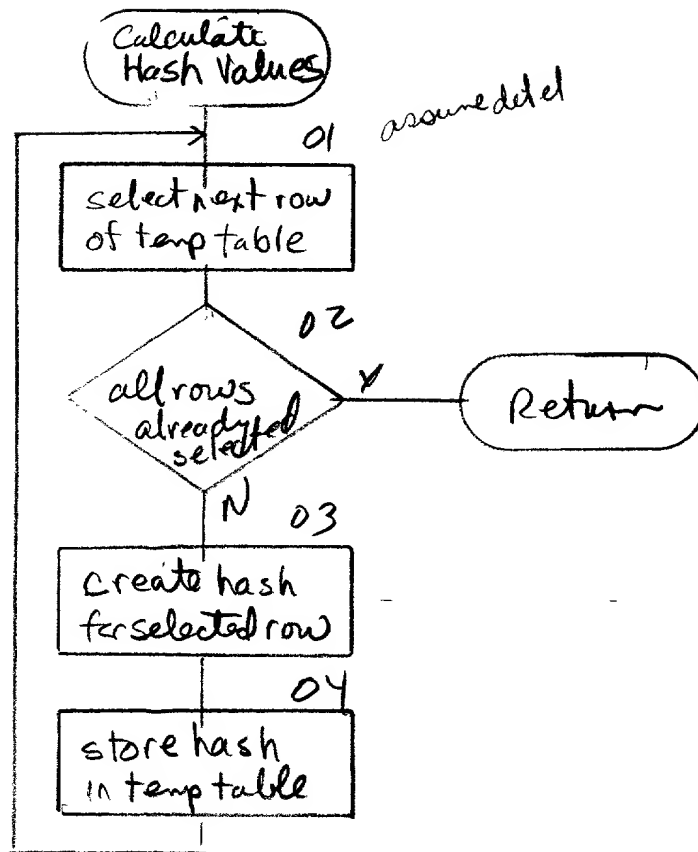 Calculate
Hash Values
01
select next row
of temp table
02
all rows
already
selected
Y
Return
N
03
create hash
for selected row
04
store hash
in temp table